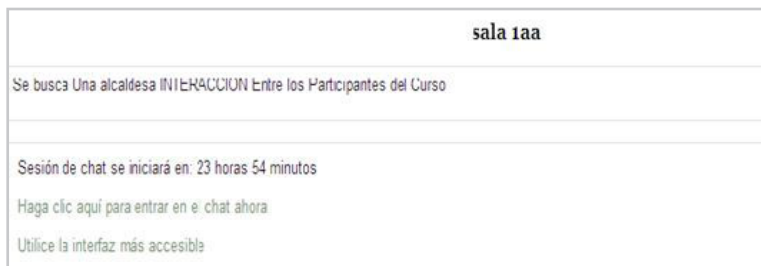 sala 1aa
Se busca Una alcaldesa INTERACCION Entre los Participantes del Curso
Sesión de chat se iniciará en: 23 horas 54 minutos
Haga clic aquí para entrar en el chat ahora
Utilice la interfaz más accesible